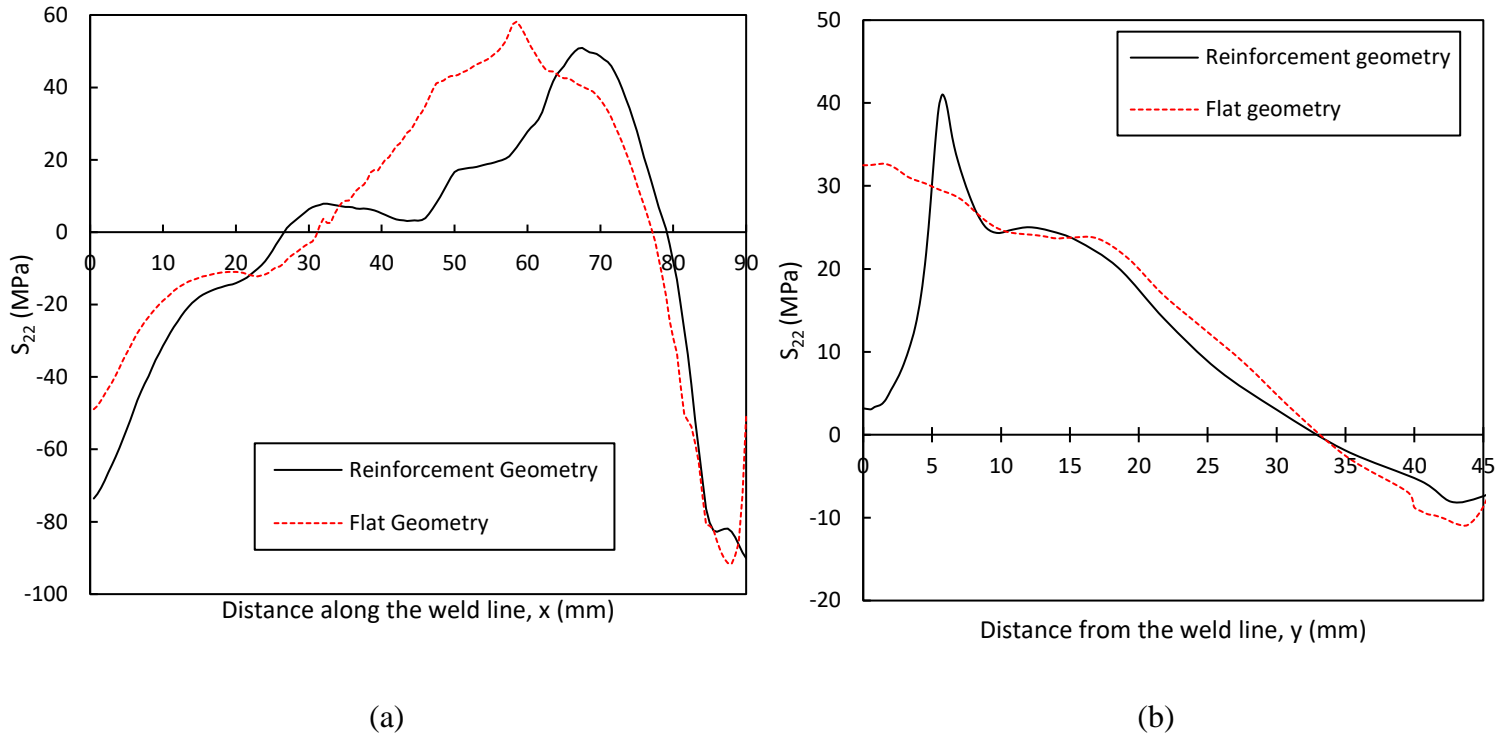 60
40
20
0
-20
-40
-60
-80
-100
0 10 20 30 40 50 60 70 80 90
S22 (MPa)
Reinforcement Geometry
Flat Geometry
Distance along the weld line, x (mm)
(a)
50
40
30
20
10
0
-10
-20
0 5 10 15 20 25 30 35 40 45
S22 (MPa)
Reinforcement geometry
Flat geometry
Distance from the weld line, y (mm)
(b)